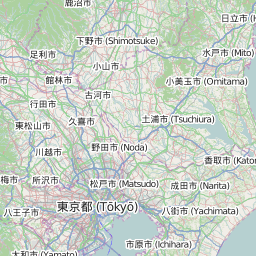 鹿沼市
日立市 (Hi
下野市 (Shimotsuke)
水戸市 (Mito)
足利市
小山市
館林市
小美玉市 (Omitama)
古河市
行田市
久喜市
土浦市 (Tsuchiura)
東松山市
川越市
野田市 (Noda)
香取市 (Kato
所沢市
松戸市 (Matsudo)
成田市 (Narita)
東京都 (Tōkyō)
八王子市
八街市 (Yachimata)
市原市 (Ichihara)
大和市 (Yamato)